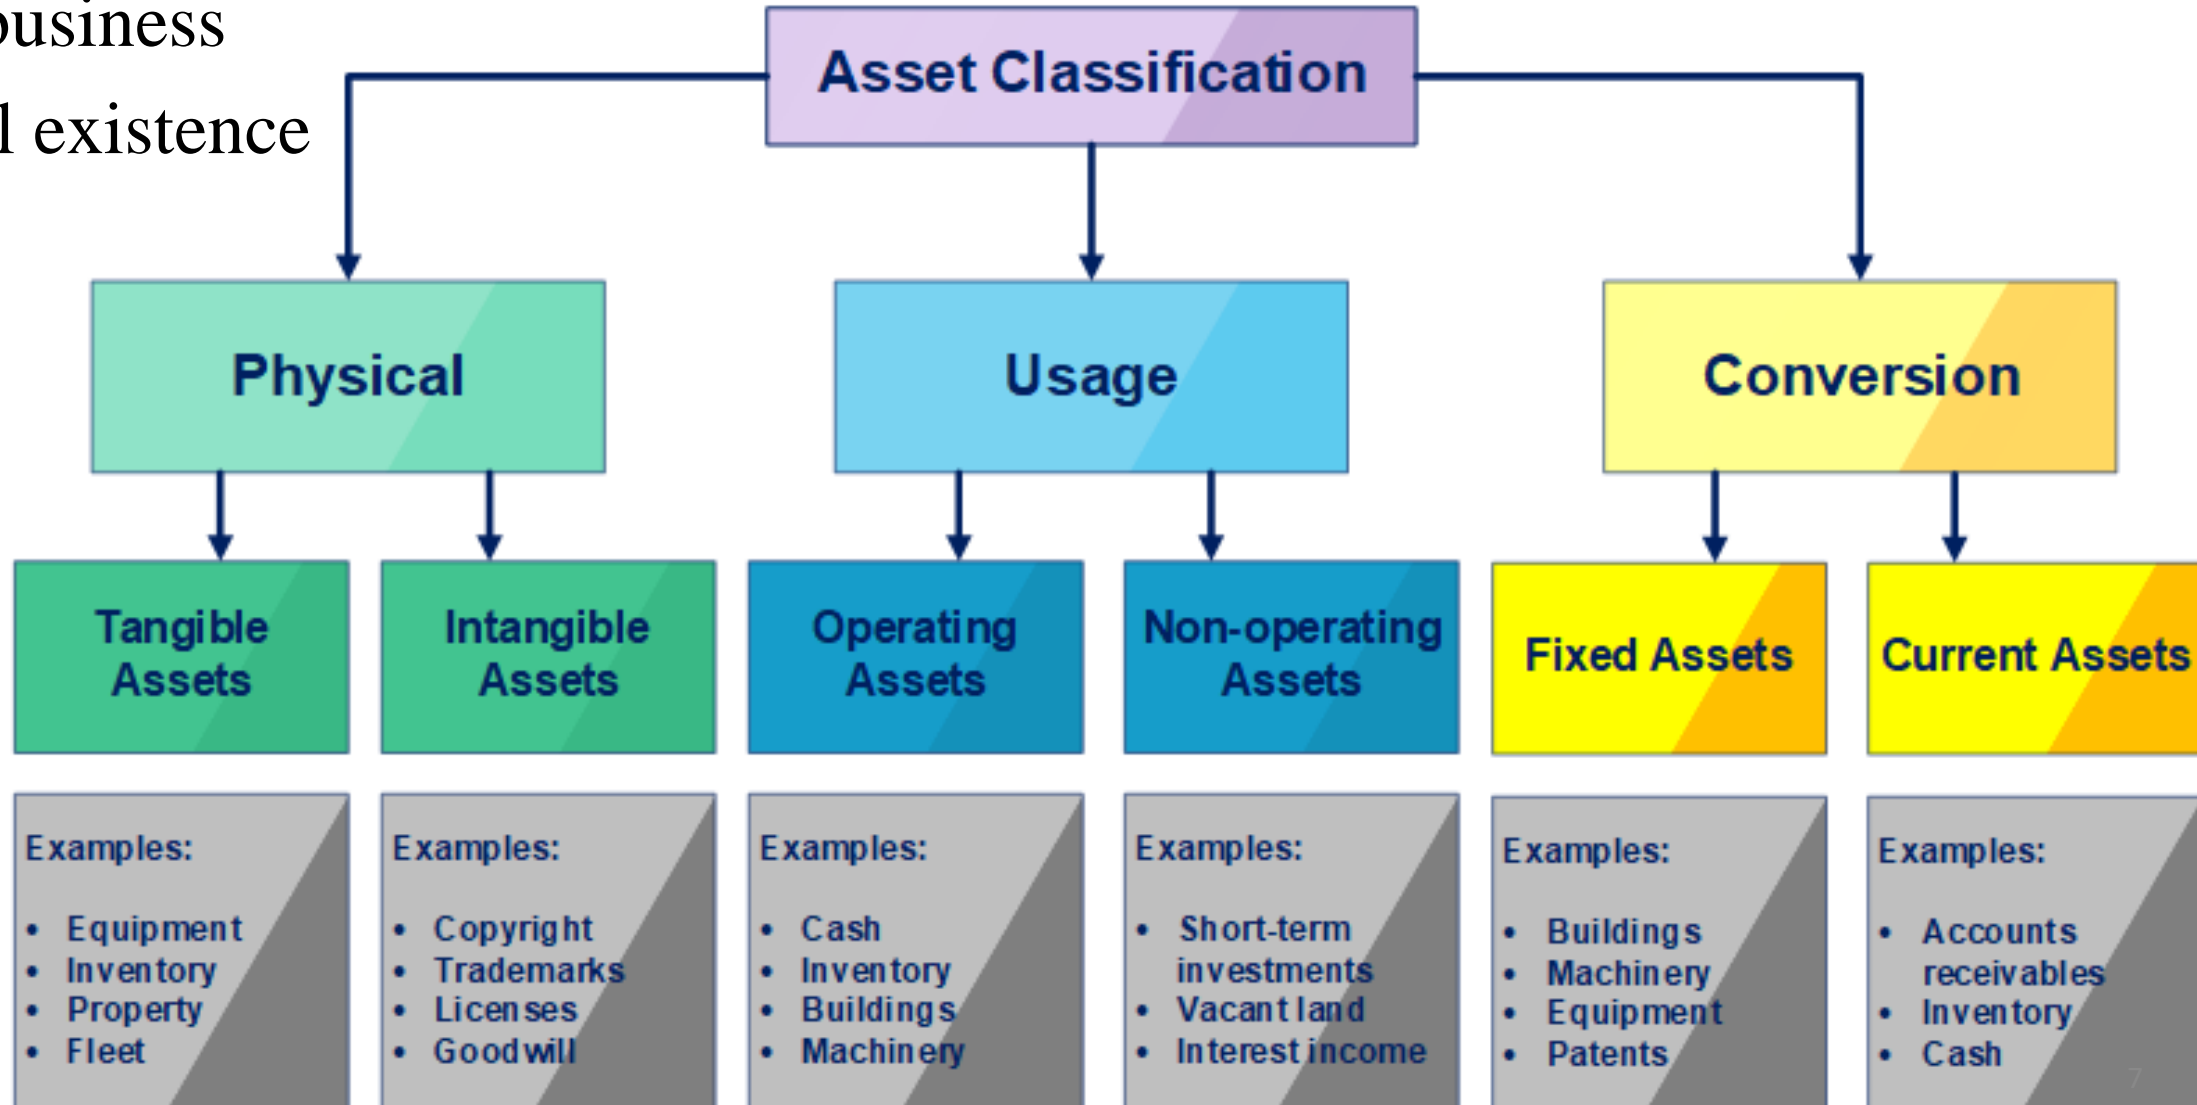 business
l existence
Asset Classification
Physical
Usage
Conversion
Tangible
Assets
Intangible
Assets
Operating
Assets
Non-operating
Assets
Fixed Assets
Current Assets
Examples:
• Equipment
• Inventory
• Property
• Fleet
Examples:
• Copyright
• Trademarks
• Licenses
• Goodwill
Examples:
• Cash
• Inventory
• Buildings
• Machinery
Examples:
• Short-term
investments
• Vacant land
• Interest income
Examples:
• Buildings
• Machinery
• Equipment
• Patents
Examples:
• Accounts
receivables
• Inventory
• Cash
7